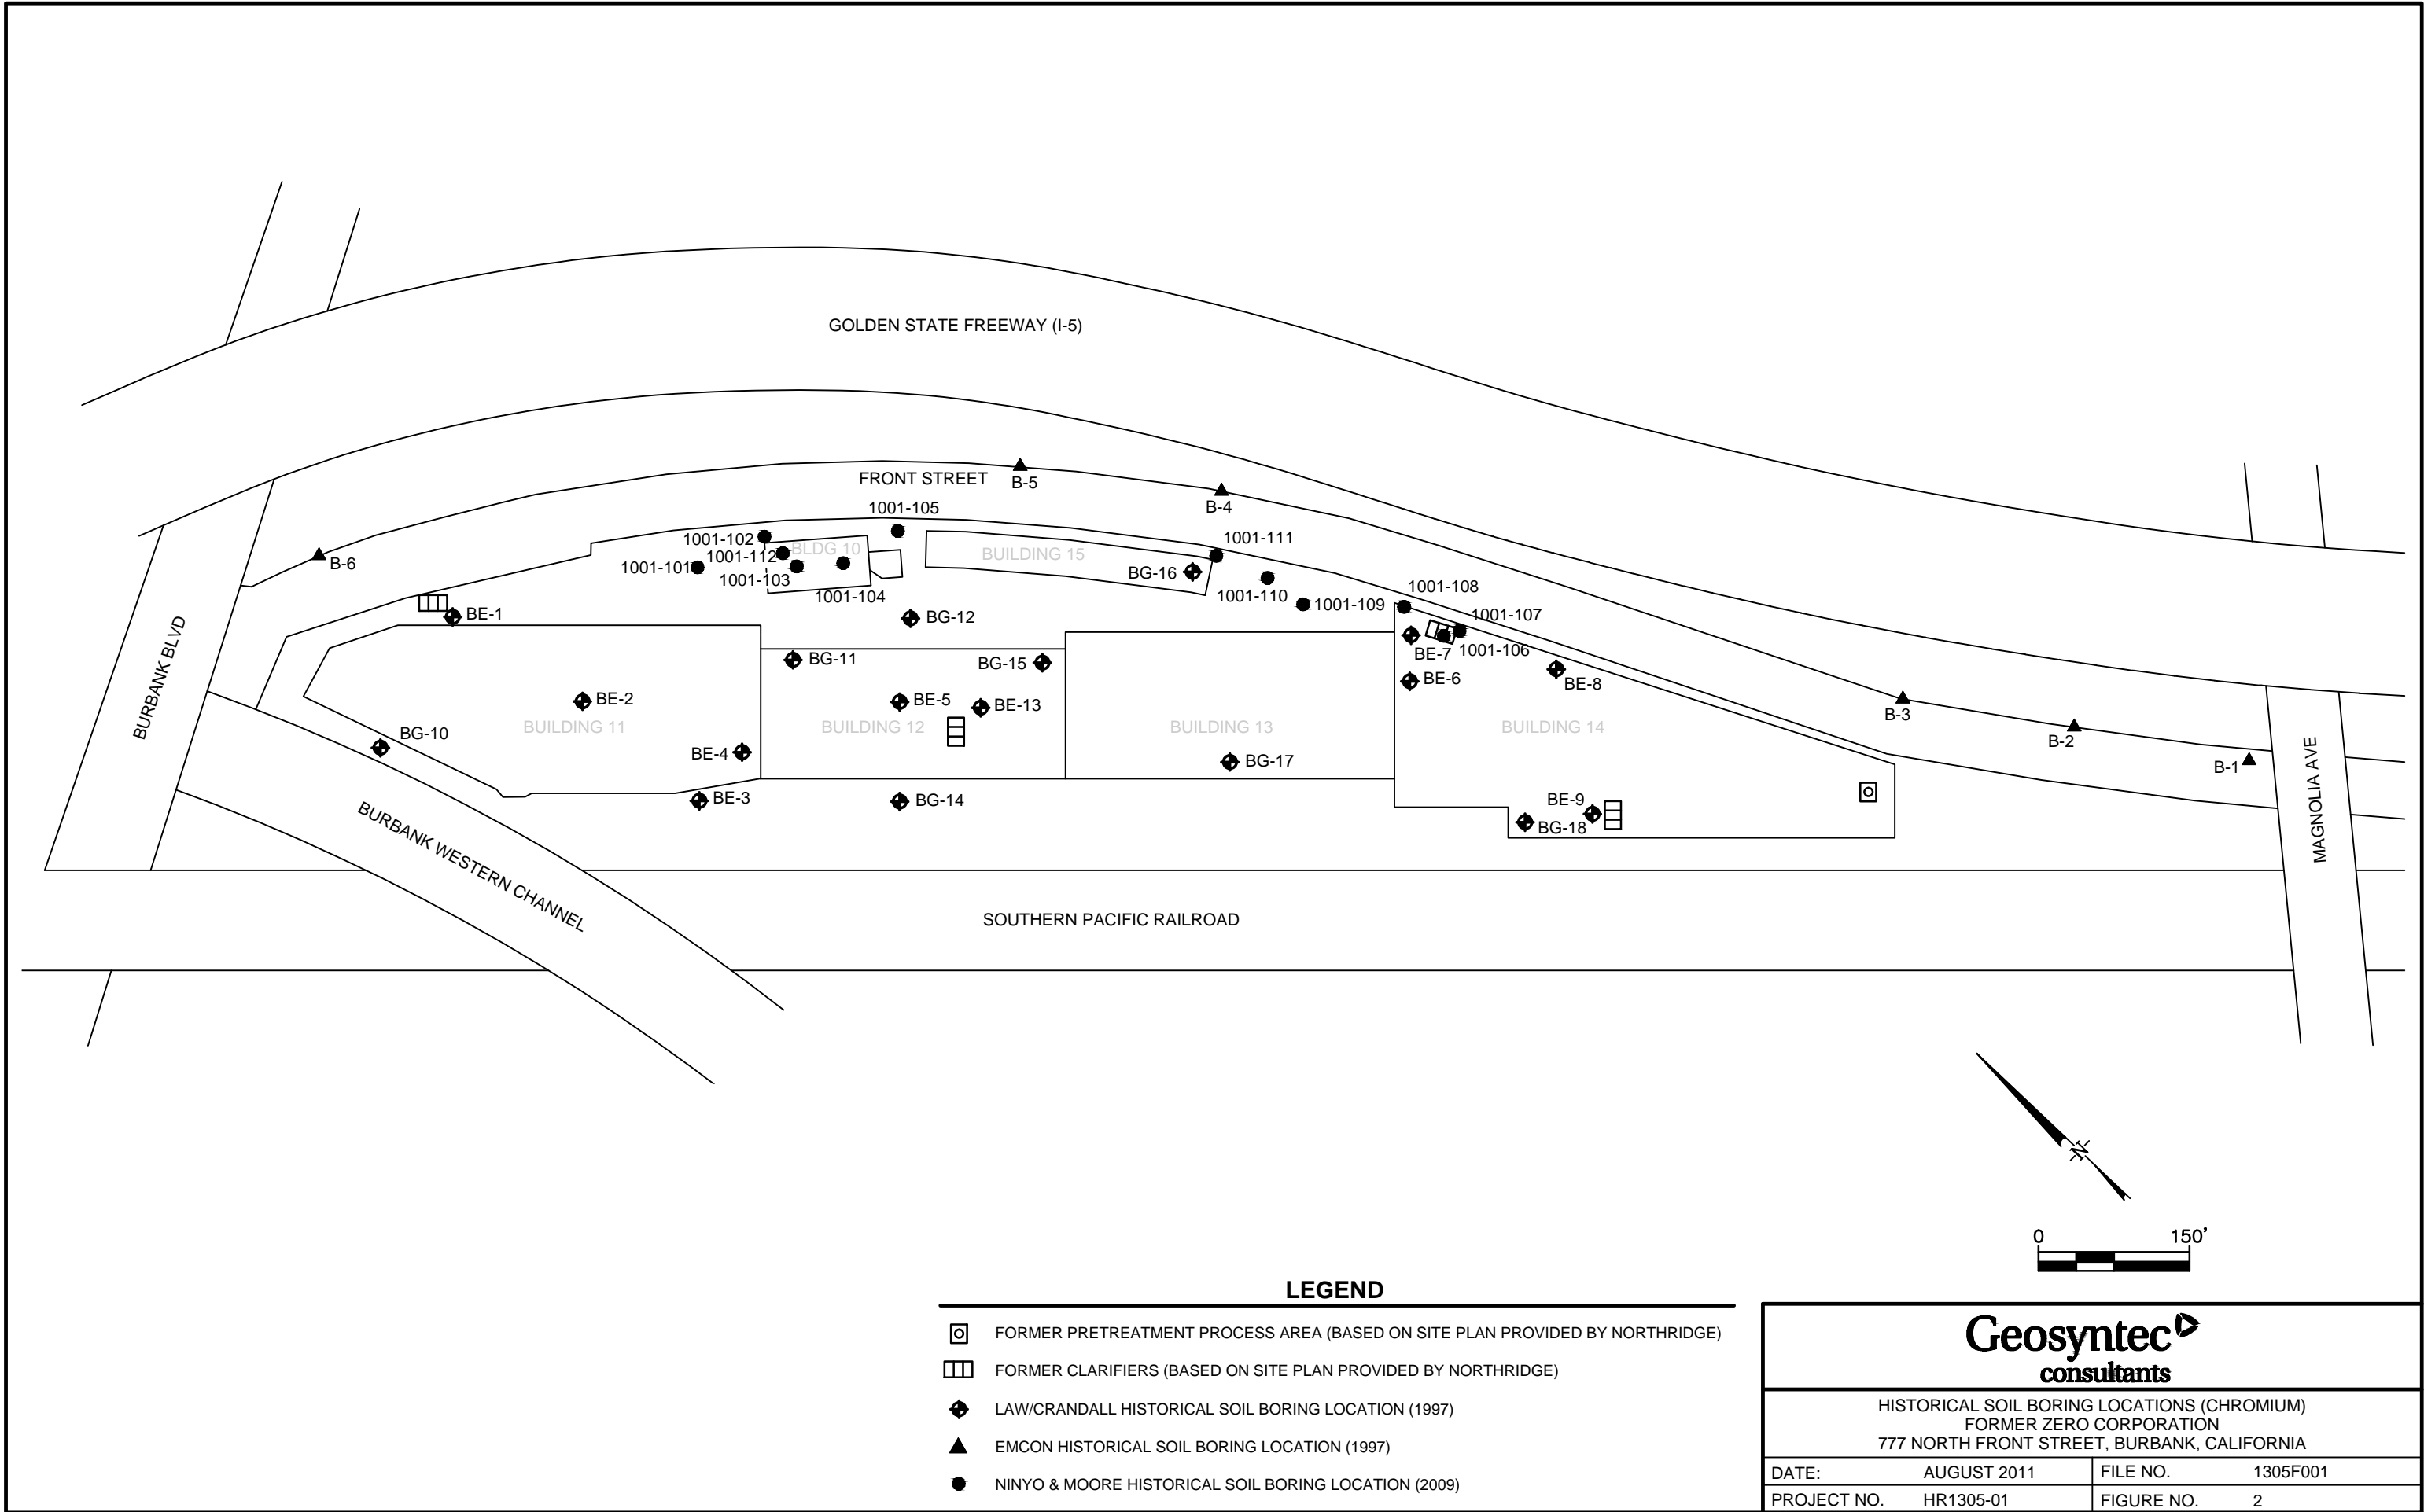 GOLDEN STATE FREEWAY (I-5)
FRONT STREET
B-5
B-4
1001-105
1001-102
BLDG 10
1001-111
BUILDING 15
1001-112
B-6
1001-101
1001-103
BG-16
1001-104
1001-110
1001-109
1001-108
BE-1
BG-12
1001-107
BURBANK BLVD
BE-7
1001-106
BG-11
BG-15
BE-6
BE-8
BE-2
BE-5
BE-13
B-3
BUILDING 11
BUILDING 12
BUILDING 13
BUILDING 14
BG-10
B-2
BE-4
BG-17
B-1
MAGNOLIA AVE
BE-3
BG-14
BE-9
BG-18
BURBANK WESTERN CHANNEL
SOUTHERN PACIFIC RAILROAD
N
0 150'
LEGEND
FORMER PRETREATMENT PROCESS AREA (BASED ON SITE PLAN PROVIDED BY NORTHRIDGE)
FORMER CLARIFIERS (BASED ON SITE PLAN PROVIDED BY NORTHRIDGE)
LAW/CRANDALL HISTORICAL SOIL BORING LOCATION (1997)
EMCON HISTORICAL SOIL BORING LOCATION (1997)
NINYO & MOORE HISTORICAL SOIL BORING LOCATION (2009)
Geosyntec
consultants
HISTORICAL SOIL BORING LOCATIONS (CHROMIUM)
FORMER ZERO CORPORATION
777 NORTH FRONT STREET, BURBANK, CALIFORNIA
DATE: AUGUST 2011 FILE NO. 1305F001
PROJECT NO. HR1305-01 FIGURE NO. 2